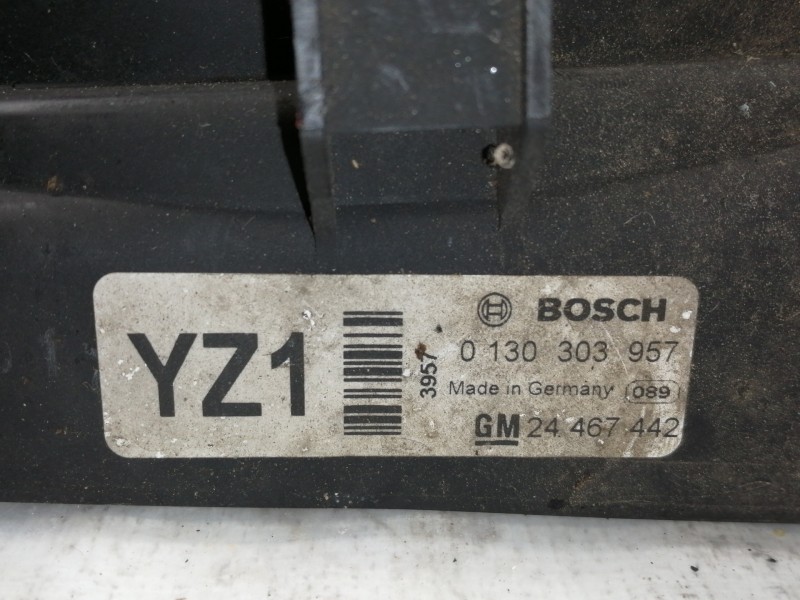 YZ1
3957
BOSCH
0 130 303 957
Made in Germany 089
GM 24 467 442